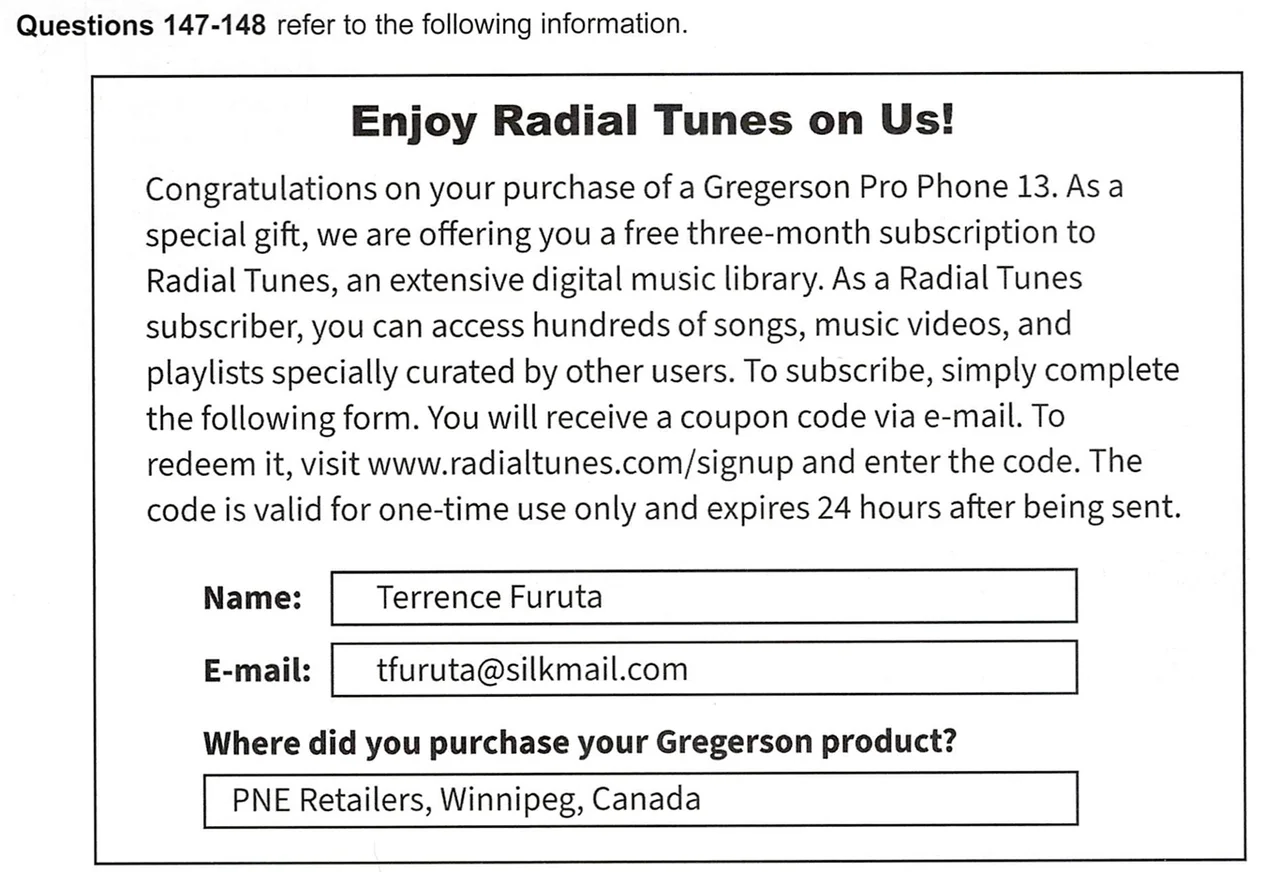 Questions 147-148 refer to the following information.
Enjoy Radial Tunes on Us!
Congratulations on your purchase of a Gregerson Pro Phone 13. As a
special gift, we are offering you a free three-month subscription to
Radial Tunes, an extensive digital music library. As a Radial Tunes
subscriber, you can access hundreds of songs, music videos, and
playlists specially curated by other users. To subscribe, simply complete
the following form. You will receive a coupon code via e-mail. To
redeem it, visit www.radialtunes.com/signup and enter the code. The
code is valid for one-time use only and expires 24 hours after being sent.
Name: Terrence Furuta
E-mail: tfuruta@silkmail.com
Where did you purchase your Gregerson product?
PNE Retailers, Winnipeg, Canada